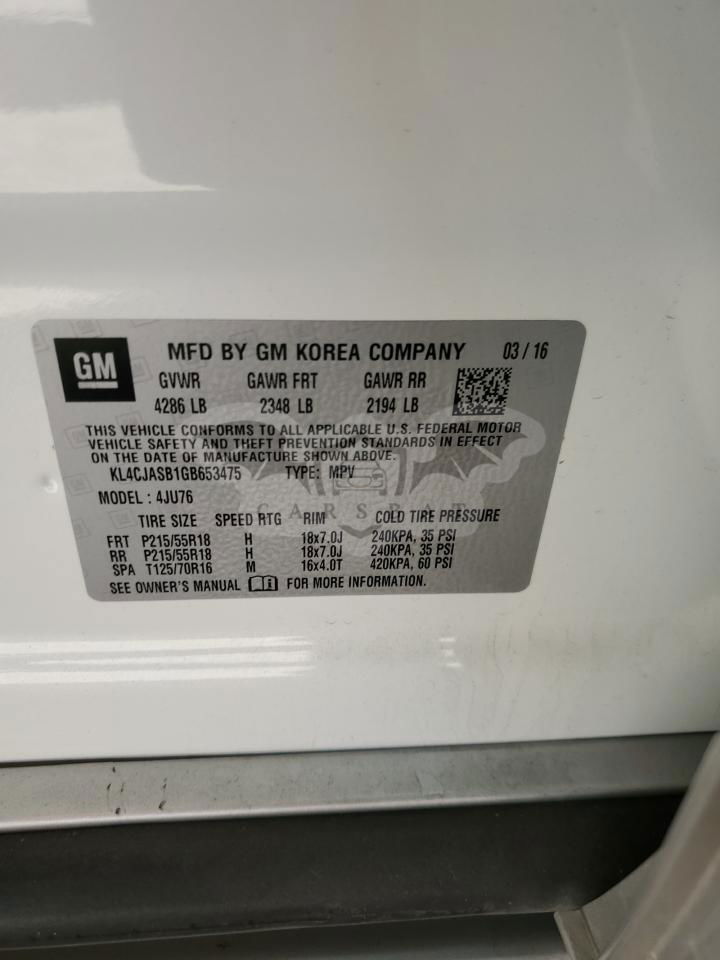 GM MFD BY GM KOREA COMPANY 03 / 16
GVWR GAWR FRT GAWR RR
4286 LB 2348 LB 2194 LB
THIS VEHICLE CONFORMS TO ALL APPLICABLE U.S. FEDERAL MOTOR
VEHICLE SAFETY AND THEFT PREVENTION STANDARDS IN EFFECT
ON THE DATE OF MANUFACTURE SHOWN ABOVE.
KL4CJASB1GB653475 TYPE: MPV
MODEL : 4JU76
CARSBAT
TIRE SIZE SPEED RTG RIM COLD TIRE PRESSURE
FRT P215/55R18 H 18x7.0J 240KPA, 35 PSI
RR P215/55R18 H 18x7.0J 240KPA, 35 PSI
SPA T125/70R16 M 16x4.0T 420KPA, 60 PSI
SEE OWNER'S MANUAL FOR MORE INFORMATION.